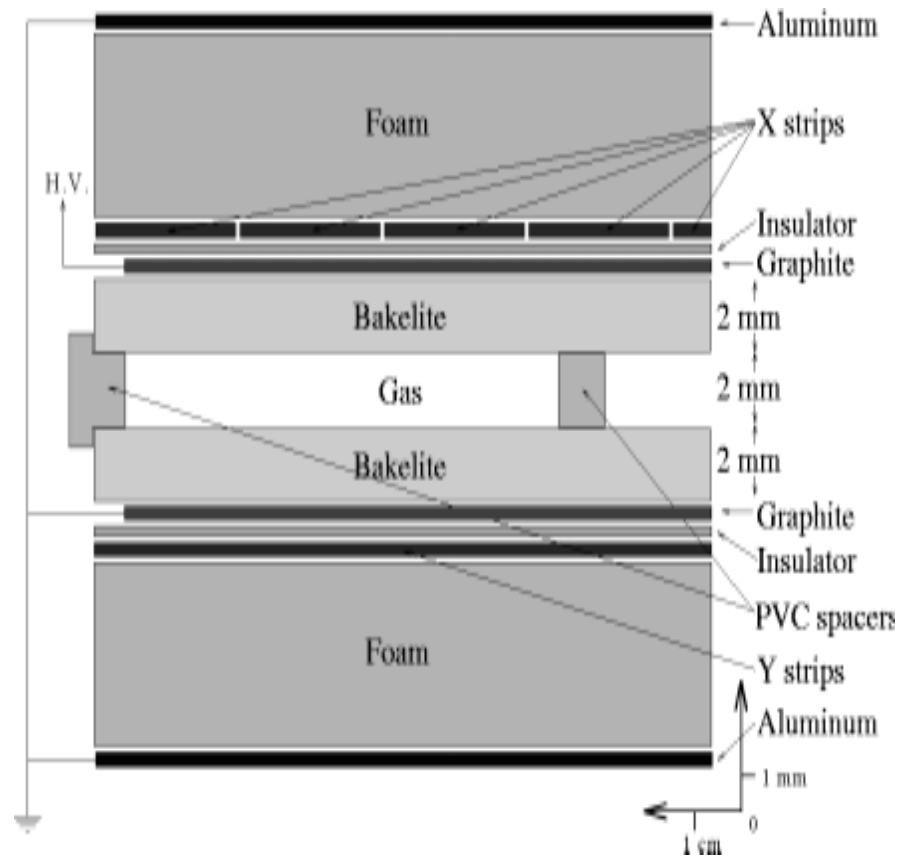 Aluminum
Foam
X strips
H.V.
Insulator
Graphite
Bakelite
2 mm
Gas
2 mm
Bakelite
2 mm
Graphite
Insulator
PVC spacers
Foam
Y strips
Aluminum
1 mm
0
1 cm